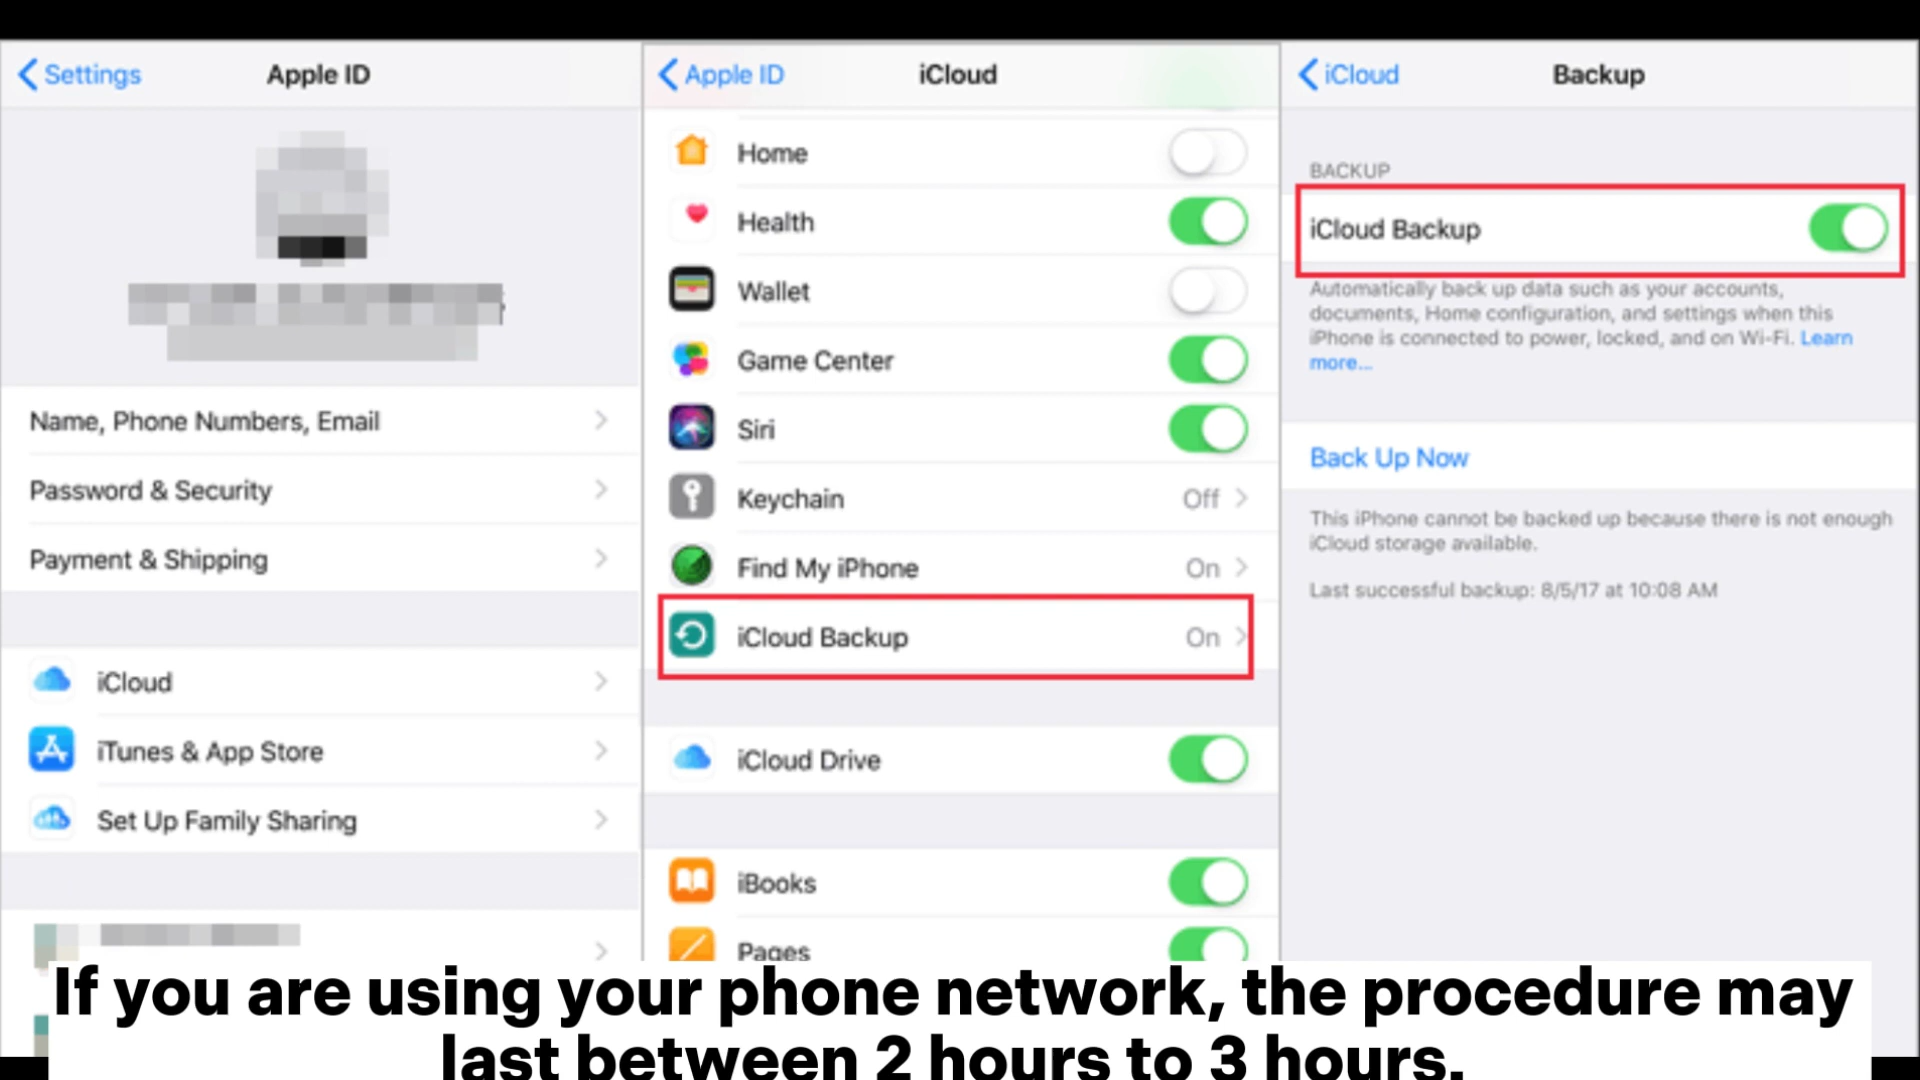 Settings
Apple ID
Name, Phone Numbers, Email
Password & Security
Payment & Shipping
iCloud
iTunes & App Store
Set Up Family Sharing
Apple ID
iCloud
Home
Health
Wallet
Game Center
Siri
Keychain Off
Find My iPhone On
iCloud Backup On
iCloud Drive
iBooks
Pages
iCloud
Backup
BACKUP
iCloud Backup
Automatically back up data such as your accounts,
documents, Home configuration, and settings when this
iPhone is connected to power, locked, and on Wi-Fi. Learn
more...
Back Up Now
This iPhone cannot be backed up because there is not enough
iCloud storage available.
Last successful backup: 8/5/17 at 10:08 AM
If you are using your phone network, the procedure may
last between 2 hours to 3 hours.